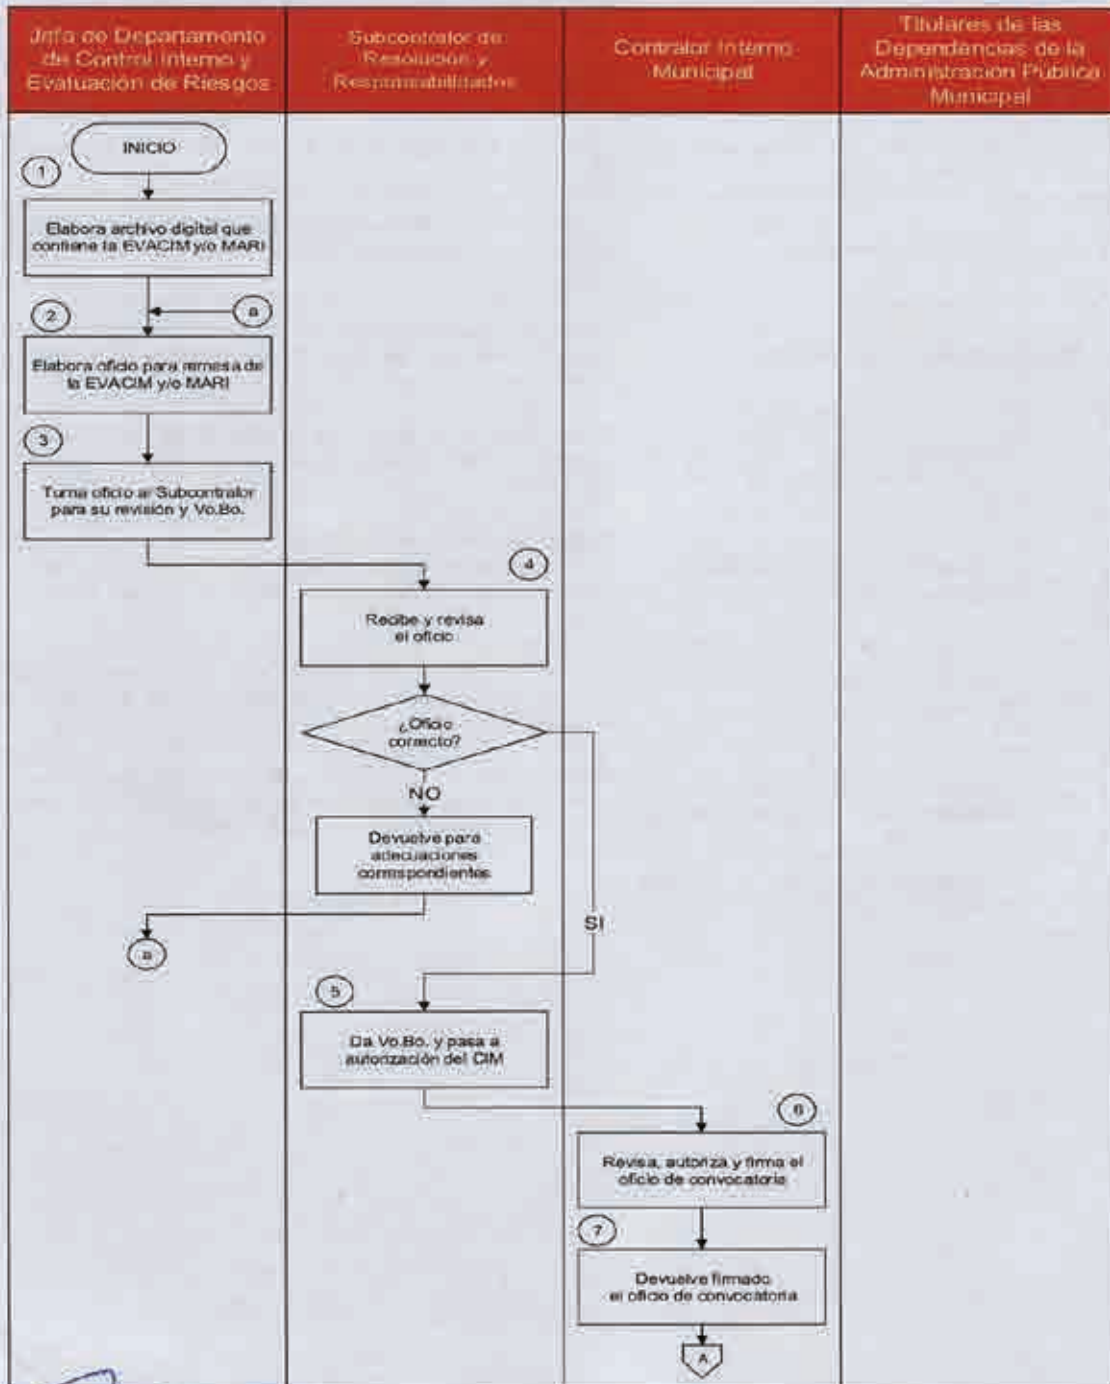 Jefa de Departamento
de Control Interno y
Evaluación de Riesgos
Subcontralor de
Resolución y
Responsabilidades
Contralor Interno
Municipal
Titulares de las
Dependencias de la
Administración Pública
Municipal
INICIO
1
Elabora archivo digital que
contiene la EVACIM y/o MARI
a
2
Elabora oficio para remesa de
la EVACIM y/o MARI
3
Turna oficio al Subcontralor
para su revisión y Vo.Bo.
4
Recibe y revisa
el oficio
¿Oficio
correcto?
NO
Devuelve para
adecuaciones
correspondientes
SI
a
5
Da Vo.Bo. y pasa a
autorización del CIM
6
Revisa, autoriza y firma el
oficio de convocatoria
7
Devuelve firmado
el oficio de convocatoria
A